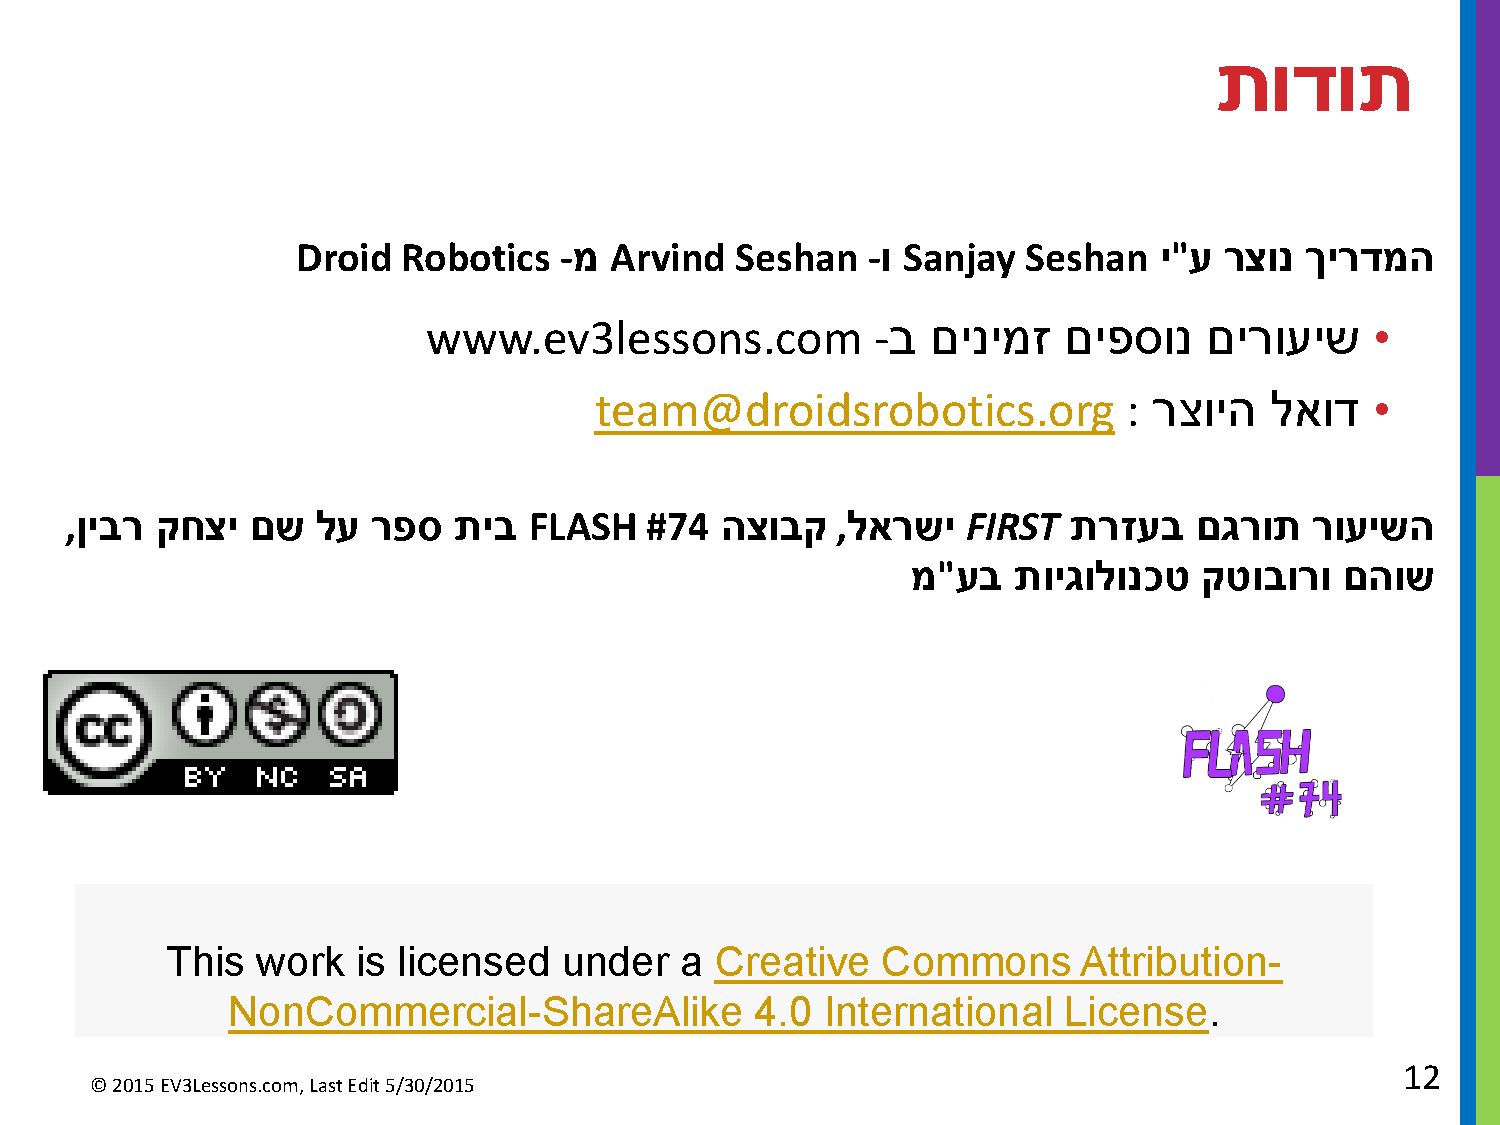 תודות
המדריך נוצר ע"י Sanjay Seshan ו- Arvind Seshan מ- Droid Robotics
• שיעורים נוספים זמינים ב- www.ev3lessons.com
• דואל היוצר : team@droidsrobotics.org
השיעור תורגם בעזרת FIRST ישראל, קבוצה FLASH #74 בית ספר על שם יצחק רבין,
שוהם ורובוטק טכנולוגיות בע"מ
cc BY NC SA
FLASH
#74
This work is licensed under a Creative Commons Attribution-
NonCommercial-ShareAlike 4.0 International License.
© 2015 EV3Lessons.com, Last Edit 5/30/2015
12